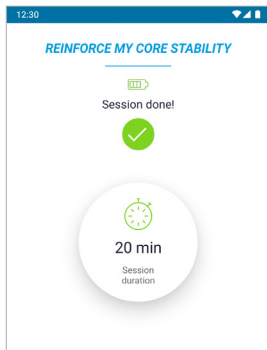 12:30
REINFORCE MY CORE STABILITY
Session done!
20 min
Session
duration